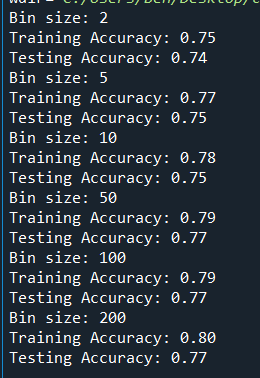 Bin size: 2
Training Accuracy: 0.75
Testing Accuracy: 0.74
Bin size: 5
Training Accuracy: 0.77
Testing Accuracy: 0.75
Bin size: 10
Training Accuracy: 0.78
Testing Accuracy: 0.75
Bin size: 50
Training Accuracy: 0.79
Testing Accuracy: 0.77
Bin size: 100
Training Accuracy: 0.79
Testing Accuracy: 0.77
Bin size: 200
Training Accuracy: 0.80
Testing Accuracy: 0.77